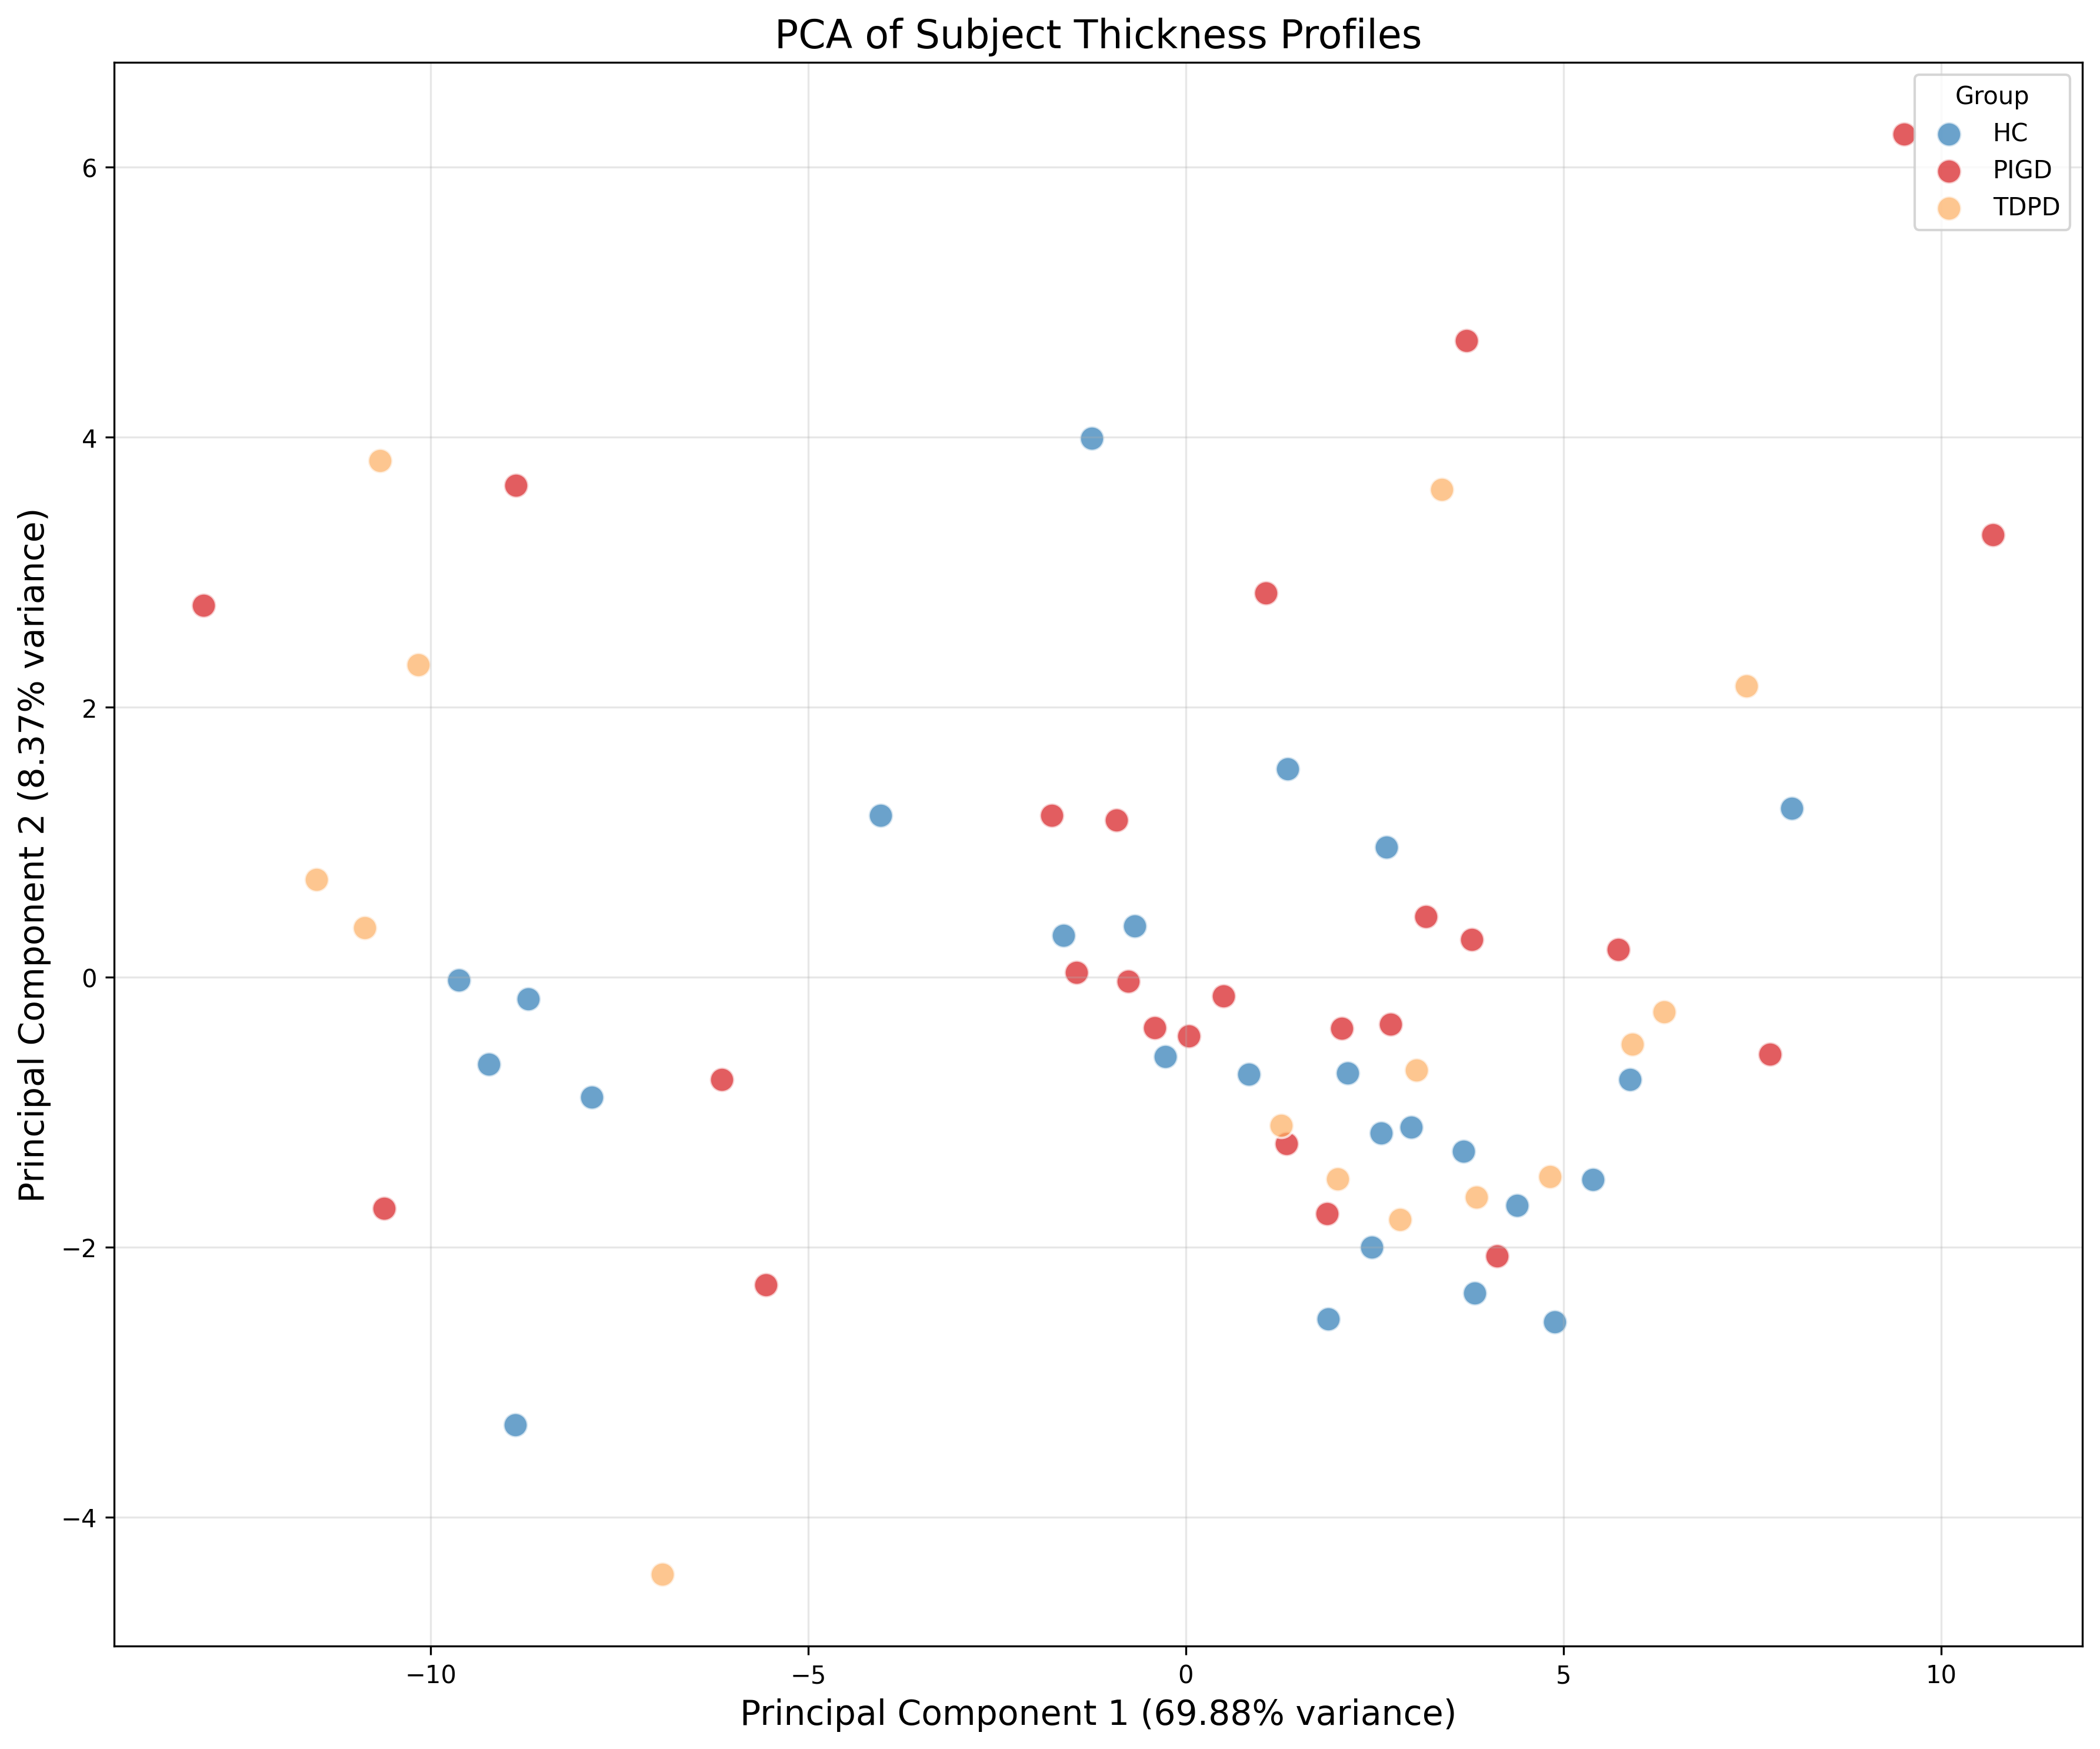 PCA of Subject Thickness Profiles
Group
HC
PIGD
TDPD
6
4
2
0
−2
−4
Principal Component 2 (8.37% variance)
−10
−5
0
5
10
Principal Component 1 (69.88% variance)